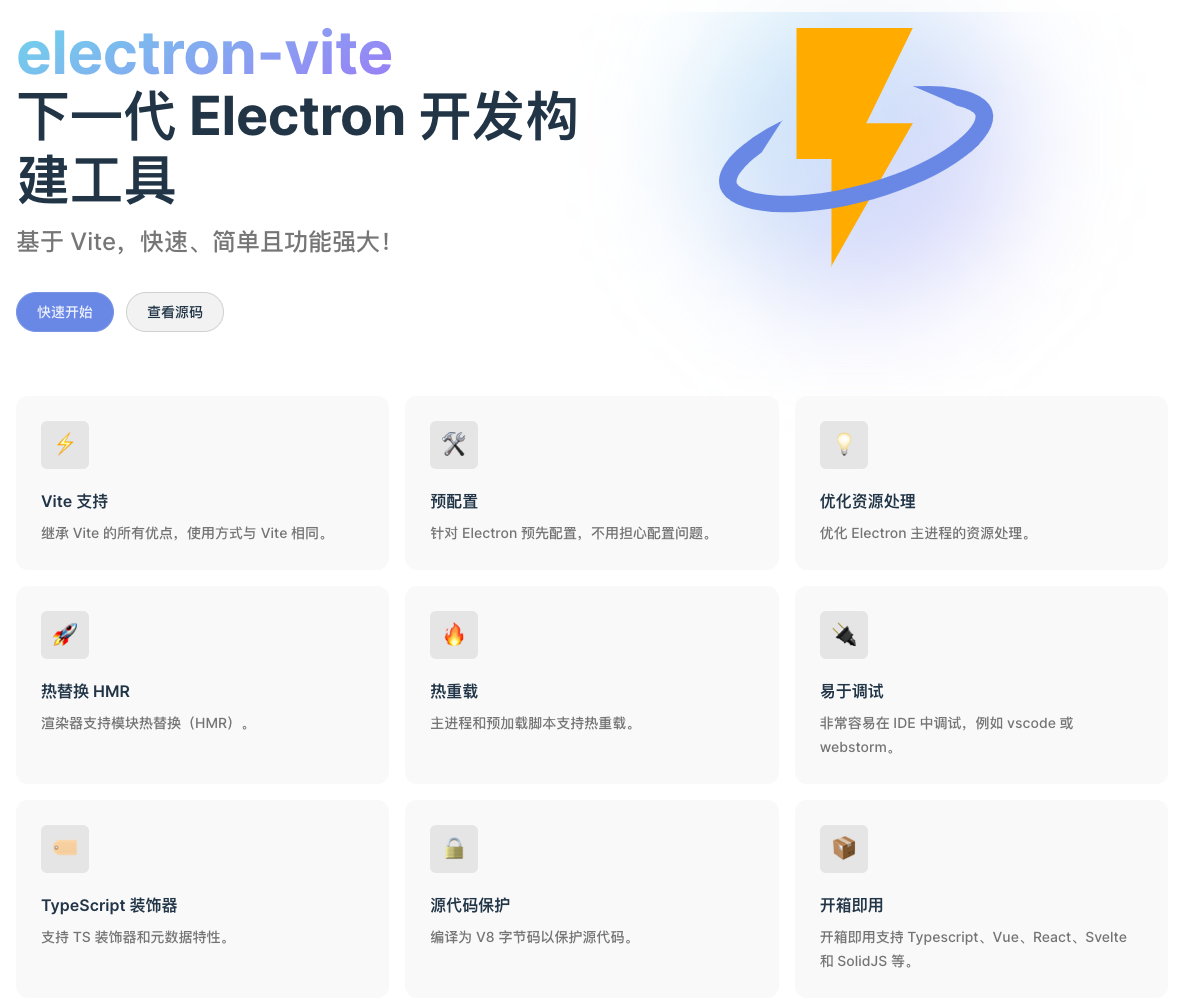 electron-vite
下一代 Electron 开发构
建工具
基于 Vite，快速、简单且功能强大！
快速开始
查看源码
Vite 支持
继承 Vite 的所有优点，使用方式与 Vite 相同。
预配置
针对 Electron 预先配置，不用担心配置问题。
优化资源处理
优化 Electron 主进程的资源处理。
热替换 HMR
渲染器支持模块热替换（HMR）。
热重载
主进程和预加载脚本支持热重载。
易于调试
非常容易在 IDE 中调试，例如 vscode 或
webstorm。
TypeScript 装饰器
支持 TS 装饰器和元数据特性。
源代码保护
编译为 V8 字节码以保护源代码。
开箱即用
开箱即用支持 Typescript、Vue、React、Svelte
和 SolidJS 等。